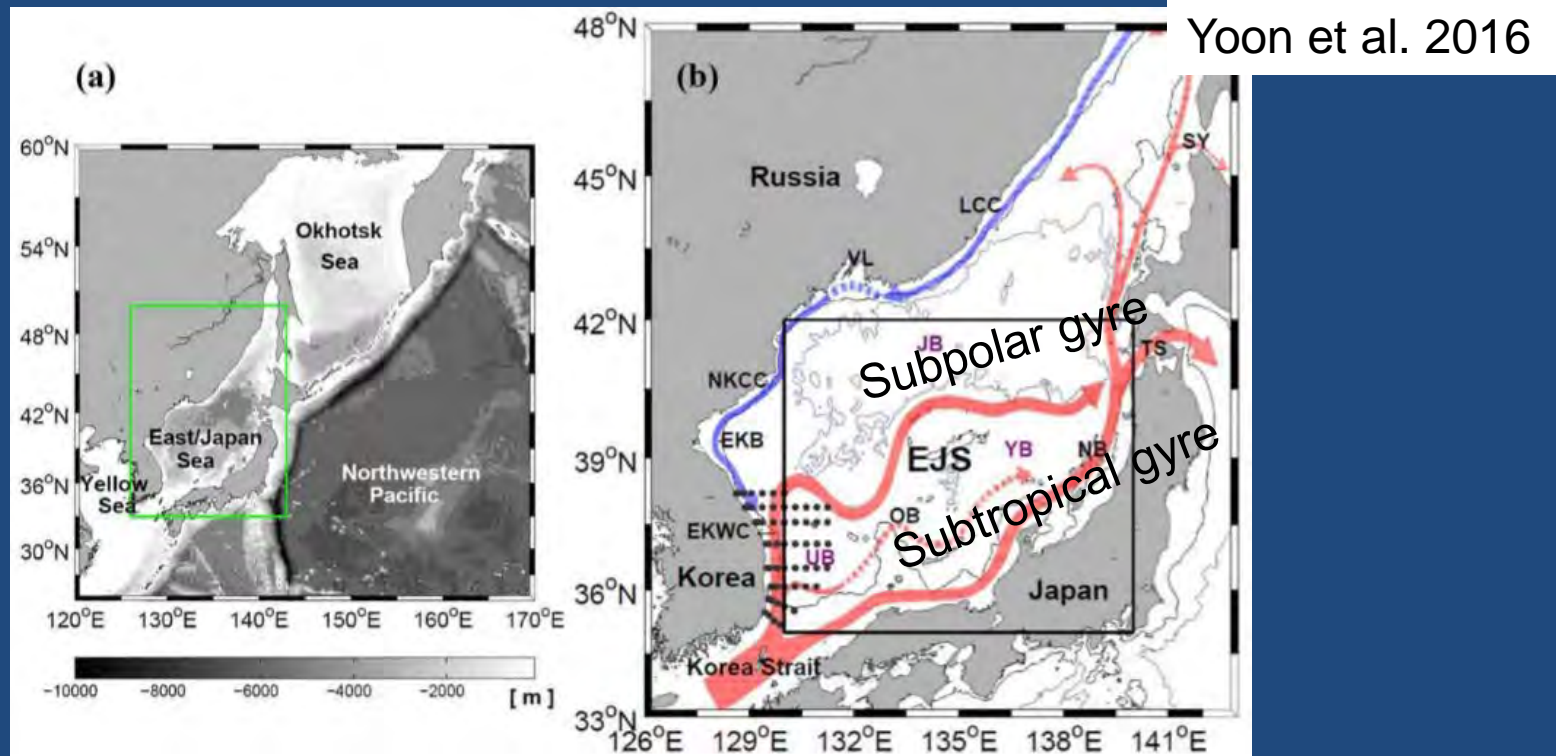 Yoon et al. 2016
(a)
60°N
54°N
48°N
42°N
36°N
30°N
120°E 130°E 140°E 150°E 160°E 170°E
Okhotsk
Sea
East/Japan
Sea
Yellow
Sea
Northwestern
Pacific
−10000 −8000 −6000 −4000 −2000
[ m ]
(b)
48°N
45°N
42°N
39°N
36°N
33°N
126°E 129°E 132°E 135°E 138°E 141°E
Russia
SY
LCC
VL
JB
Subpolar gyre
TS
NKCC
EKB
EJS
YB
NB
Subtropical gyre
OB
EKWC
UB
Korea
Japan
Korea Strait